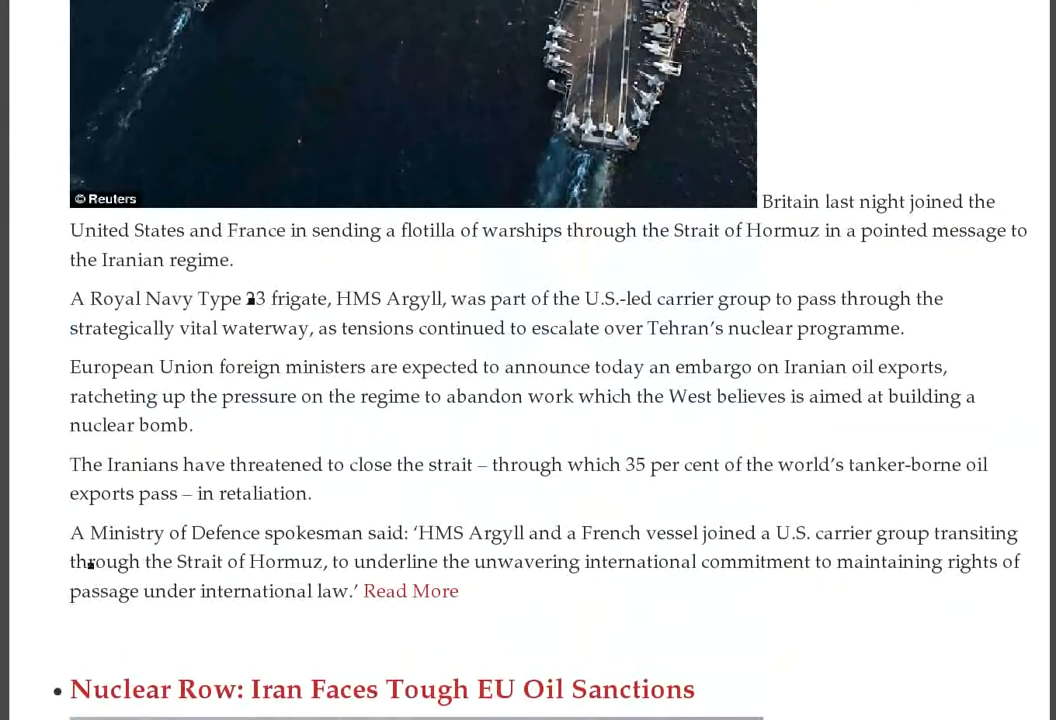 © Reuters
Britain last night joined the
United States and France in sending a flotilla of warships through the Strait of Hormuz in a pointed message to
the Iranian regime.
A Royal Navy Type 23 frigate, HMS Argyll, was part of the U.S.-led carrier group to pass through the
strategically vital waterway, as tensions continued to escalate over Tehran’s nuclear programme.
European Union foreign ministers are expected to announce today an embargo on Iranian oil exports,
ratcheting up the pressure on the regime to abandon work which the West believes is aimed at building a
nuclear bomb.
The Iranians have threatened to close the strait – through which 35 per cent of the world’s tanker-borne oil
exports pass – in retaliation.
A Ministry of Defence spokesman said: ‘HMS Argyll and a French vessel joined a U.S. carrier group transiting
through the Strait of Hormuz, to underline the unwavering international commitment to maintaining rights of
passage under international law.’ Read More
• Nuclear Row: Iran Faces Tough EU Oil Sanctions